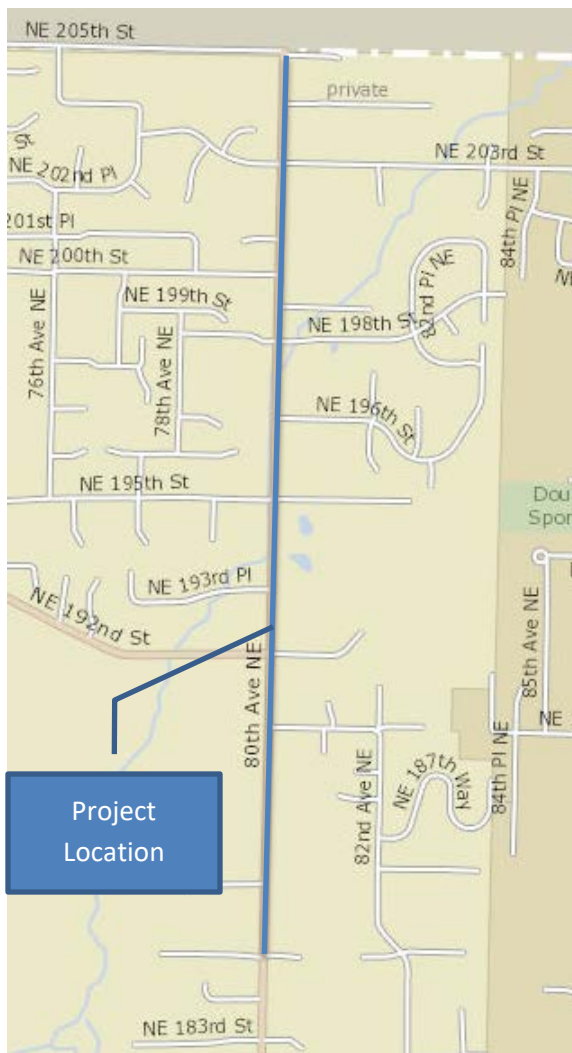 NE 205th St
private
NE 203rd St
St
NE 202nd Pl
84th Pl NE
201st Pl
NE 200th St
82nd Pl NE
NE 199th St
NE 198th St
76th Ave NE
78th Ave NE
NE 196th St
NE 195th St
Dou
Spor
NE 193rd Pl
NE 192nd St
85th Ave NE
80th Ave NE
NE
84th Pl NE
NE 187th Way
82nd Ave NE
Project
Location
NE 183rd St